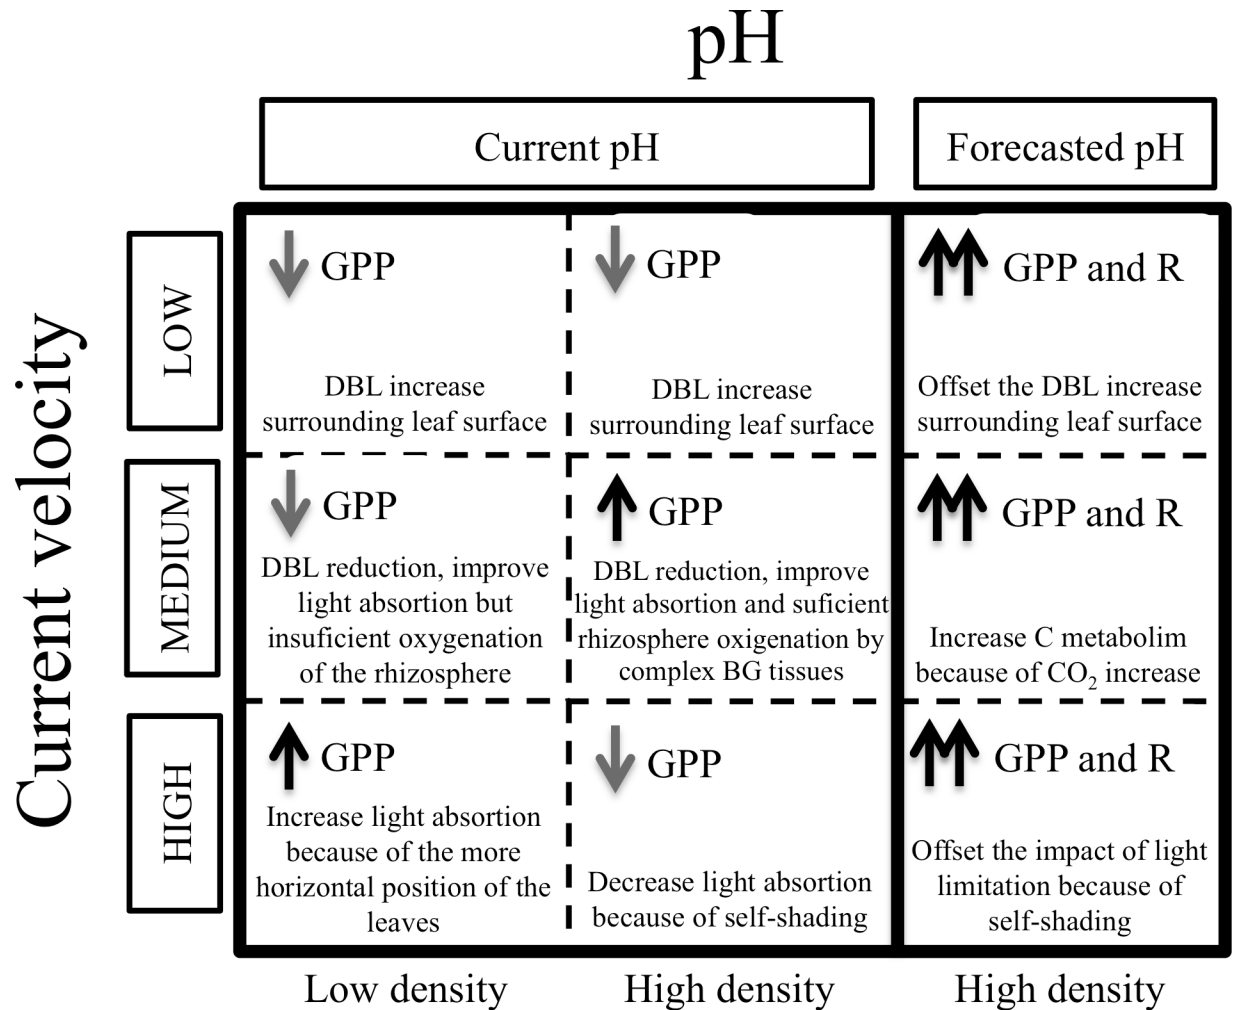 pH
Current pH
Forecasted pH
Current velocity
LOW
GPP
DBL increase
surrounding leaf surface
GPP
DBL increase
surrounding leaf surface
GPP and R
Offset the DBL increase
surrounding leaf surface
MEDIUM
GPP
DBL reduction, improve
light absortion but
insuficient oxygenation
of the rhizosphere
GPP
DBL reduction, improve
light absortion and suficient
rhizosphere oxigenation by
complex BG tissues
GPP and R
Increase C metabolim
because of CO₂ increase
HIGH
GPP
Increase light absortion
because of the more
horizontal position of the
leaves
GPP
Decrease light absortion
because of self-shading
GPP and R
Offset the impact of light
limitation because of
self-shading
Low density
High density
High density